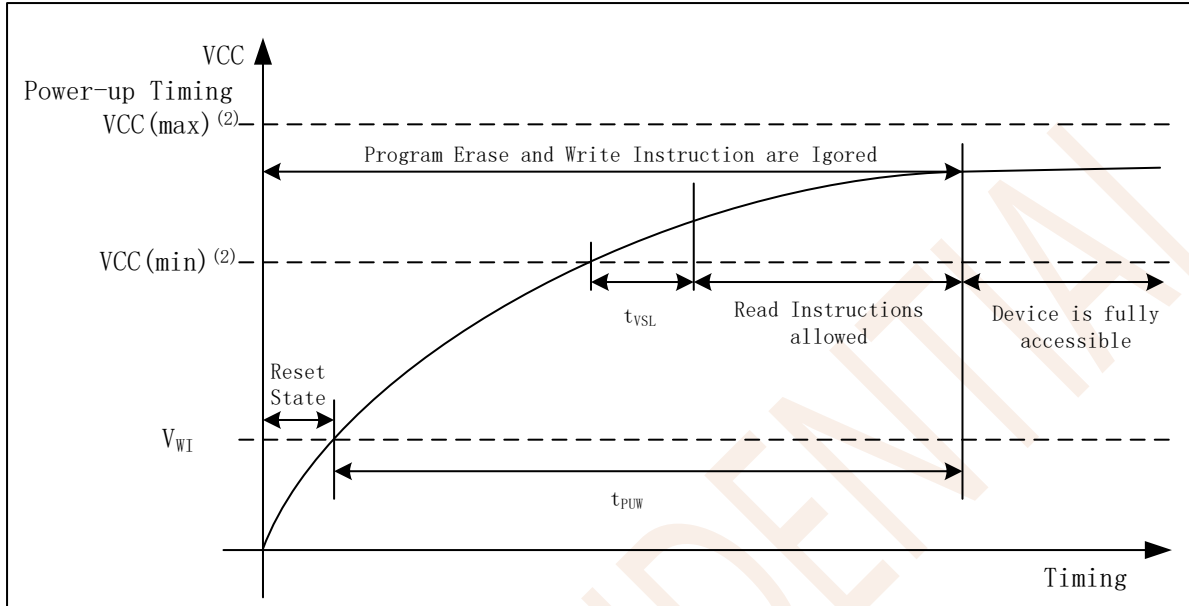 VCC
Power-up Timing
VCC(max)(2)
Program Erase and Write Instruction are Igored
VCC(min)(2)
tVSL
Read Instructions
allowed
Device is fully
accessible
Reset
State
VWI
tPUW
Timing